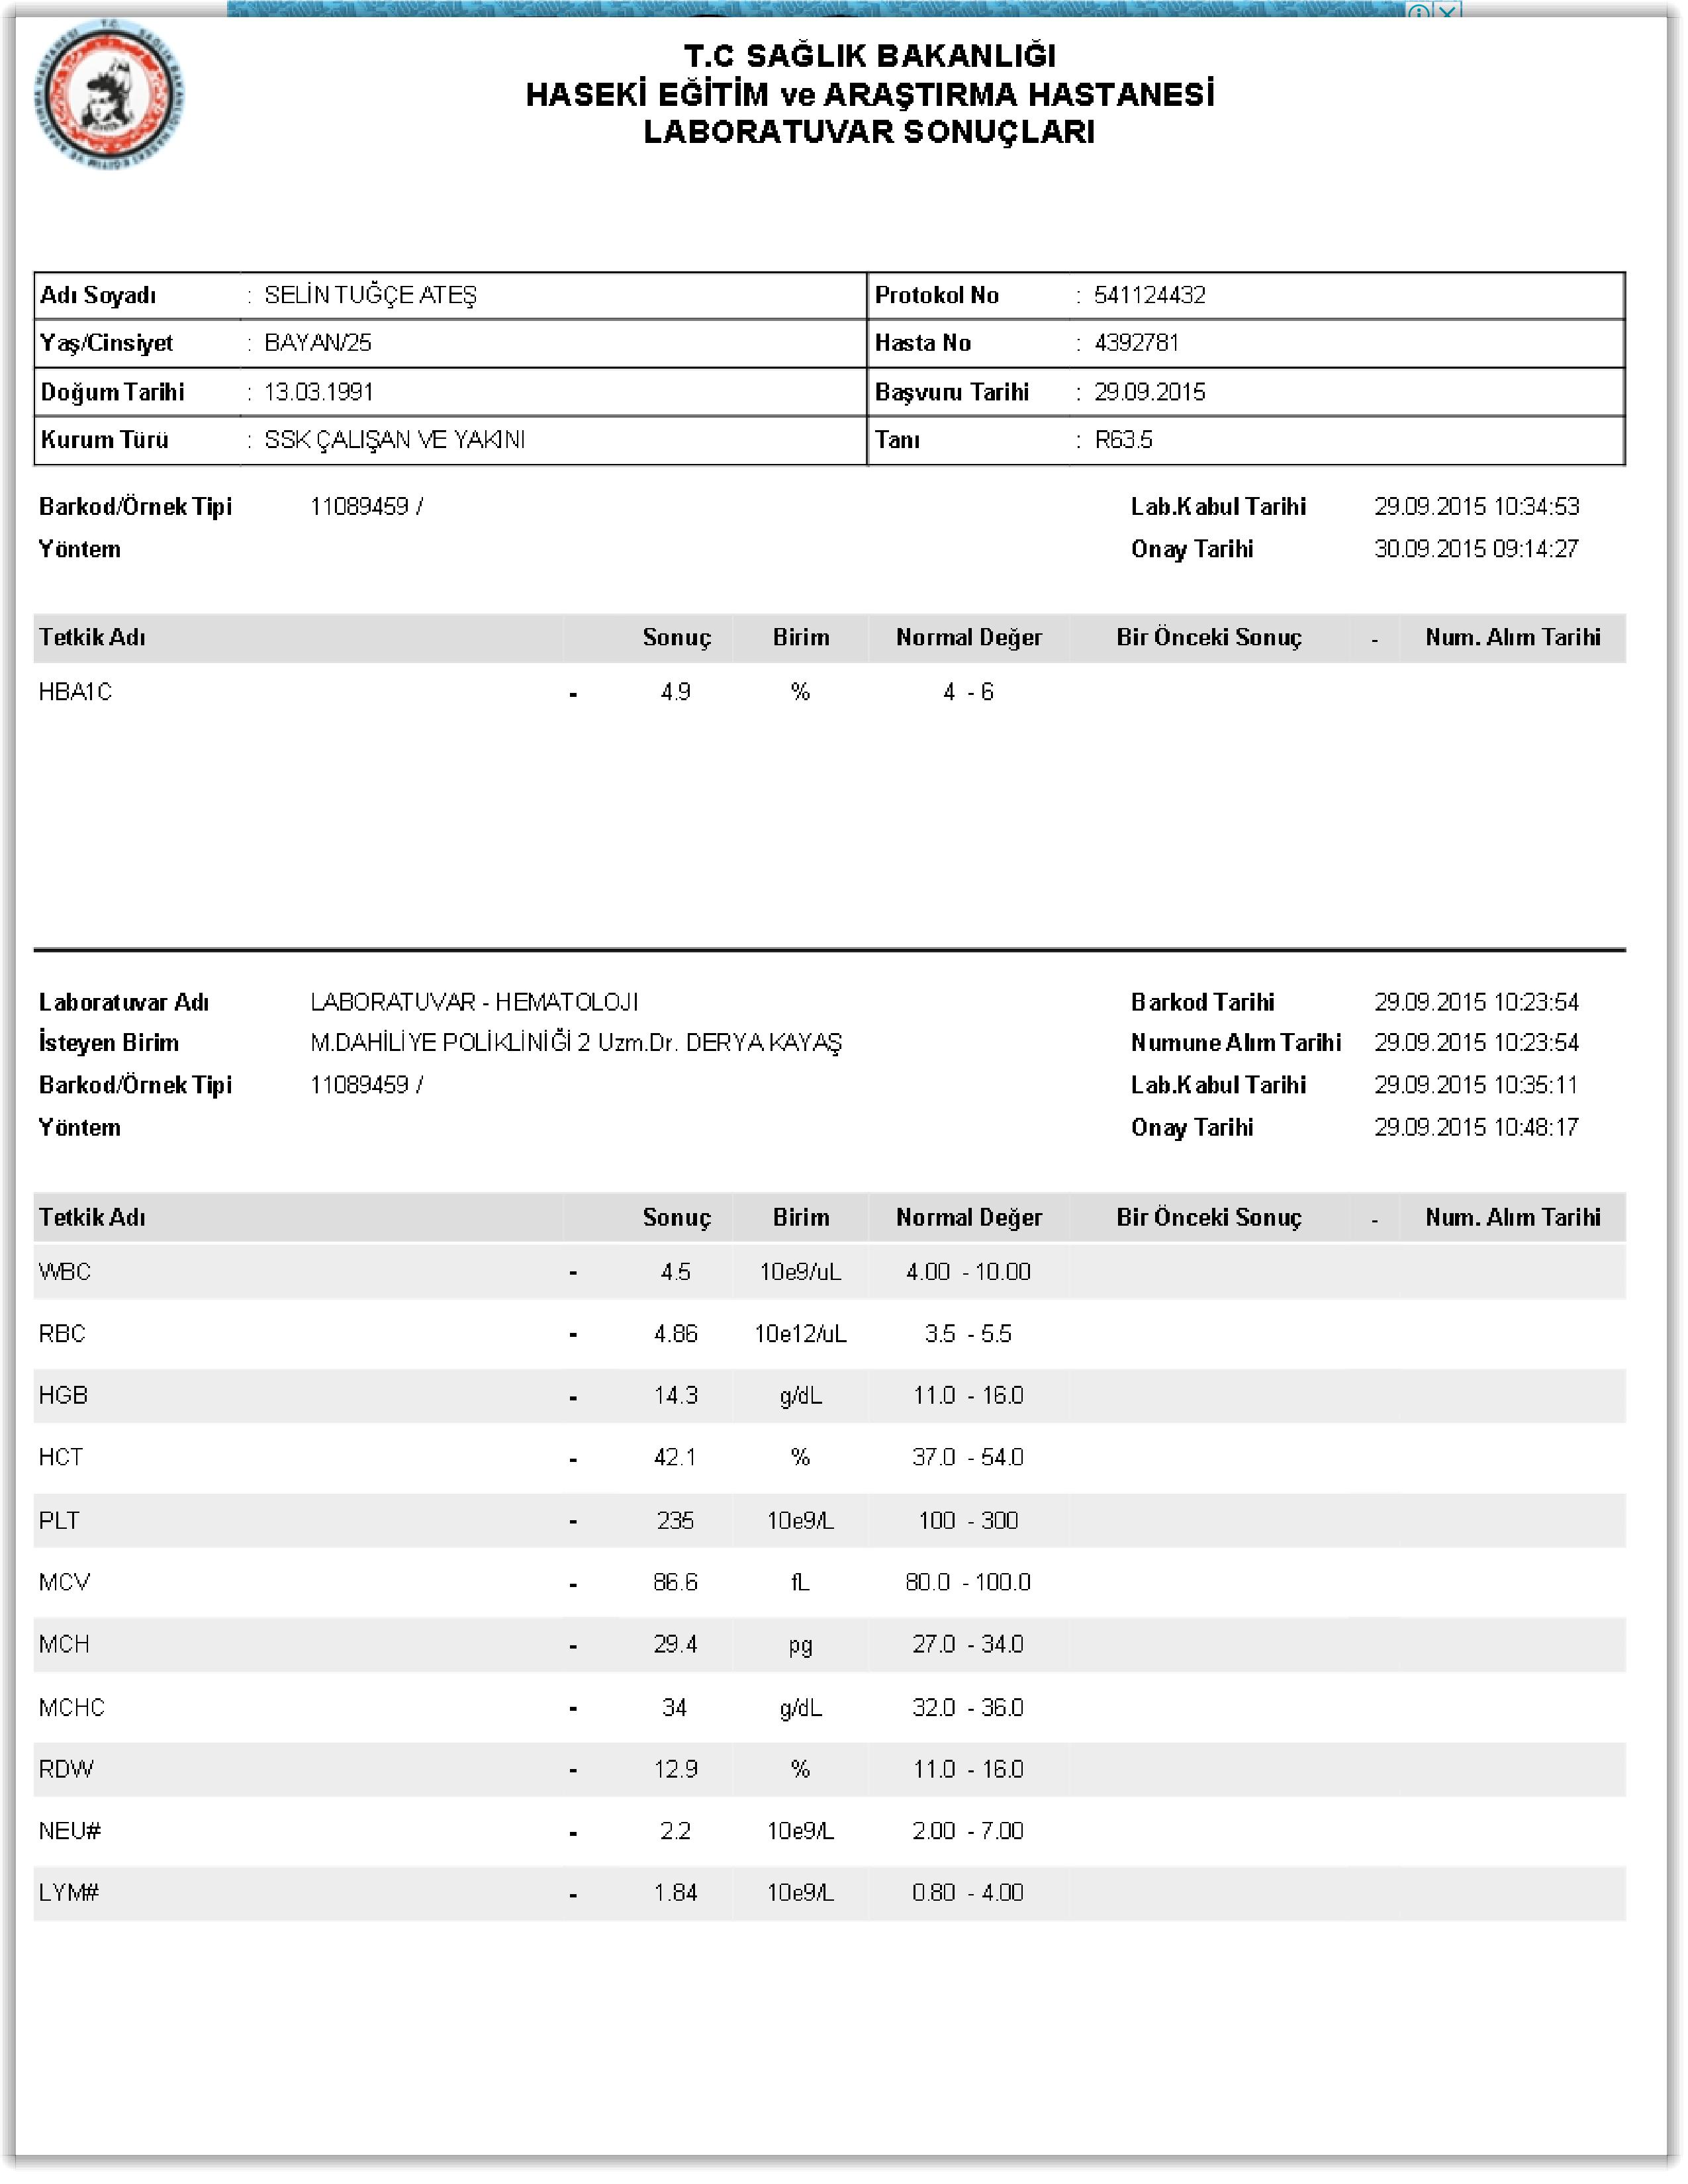 T.C SAĞLIK BAKANLIĞI
HASEKİ EĞİTİM ve ARAŞTIRMA HASTANESİ
LABORATUVAR SONUÇLARI
Adı Soyadı : SELİN TUĞÇE ATEŞ Protokol No : 541124432
Yaş/Cinsiyet : BAYAN/25 Hasta No : 4392781
Doğum Tarihi : 13.03.1991 Başvuru Tarihi : 29.09.2015
Kurum Türü : SSK ÇALIŞAN VE YAKINI Tanı : R63.5
Barkod/Örnek Tipi 11089459 / Lab.Kabul Tarihi 29.09.2015 10:34:53
Yöntem Onay Tarihi 30.09.2015 09:14:27
Tetkik Adı Sonuç Birim Normal Değer Bir Önceki Sonuç - Num. Alım Tarihi
HBA1C - 4.9 % 4 - 6
Laboratuvar Adı LABORATUVAR - HEMATOLOJI Barkod Tarihi 29.09.2015 10:23:54
İsteyen Birim M.DAHİLİYE POLİKLİNİĞİ 2 Uzm.Dr. DERYA KAYAŞ Numune Alım Tarihi 29.09.2015 10:23:54
Barkod/Örnek Tipi 11089459 / Lab.Kabul Tarihi 29.09.2015 10:35:11
Yöntem Onay Tarihi 29.09.2015 10:48:17
Tetkik Adı Sonuç Birim Normal Değer Bir Önceki Sonuç - Num. Alım Tarihi
WBC - 4.5 10e9/uL 4.00 - 10.00
RBC - 4.86 10e12/uL 3.5 - 5.5
HGB - 14.3 g/dL 11.0 - 16.0
HCT - 42.1 % 37.0 - 54.0
PLT - 235 10e9/L 100 - 300
MCV - 86.6 fL 80.0 - 100.0
MCH - 29.4 pg 27.0 - 34.0
MCHC - 34 g/dL 32.0 - 36.0
RDW - 12.9 % 11.0 - 16.0
NEU# - 2.2 10e9/L 2.00 - 7.00
LYM# - 1.84 10e9/L 0.80 - 4.00